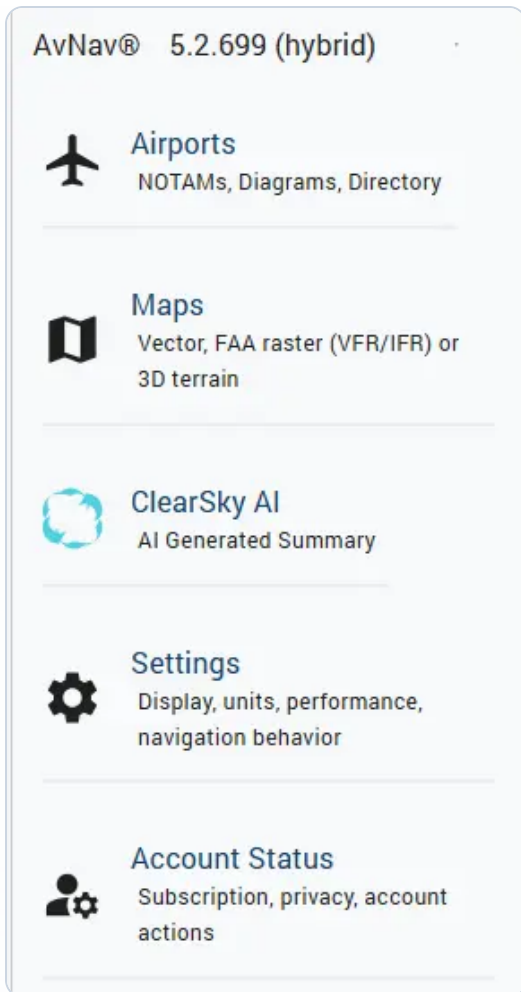 AvNav® 5.2.699 (hybrid)
Airports
NOTAMs, Diagrams, Directory
Maps
Vector, FAA raster (VFR/IFR) or
3D terrain
ClearSky AI
AI Generated Summary
Settings
Display, units, performance,
navigation behavior
Account Status
Subscription, privacy, account
actions